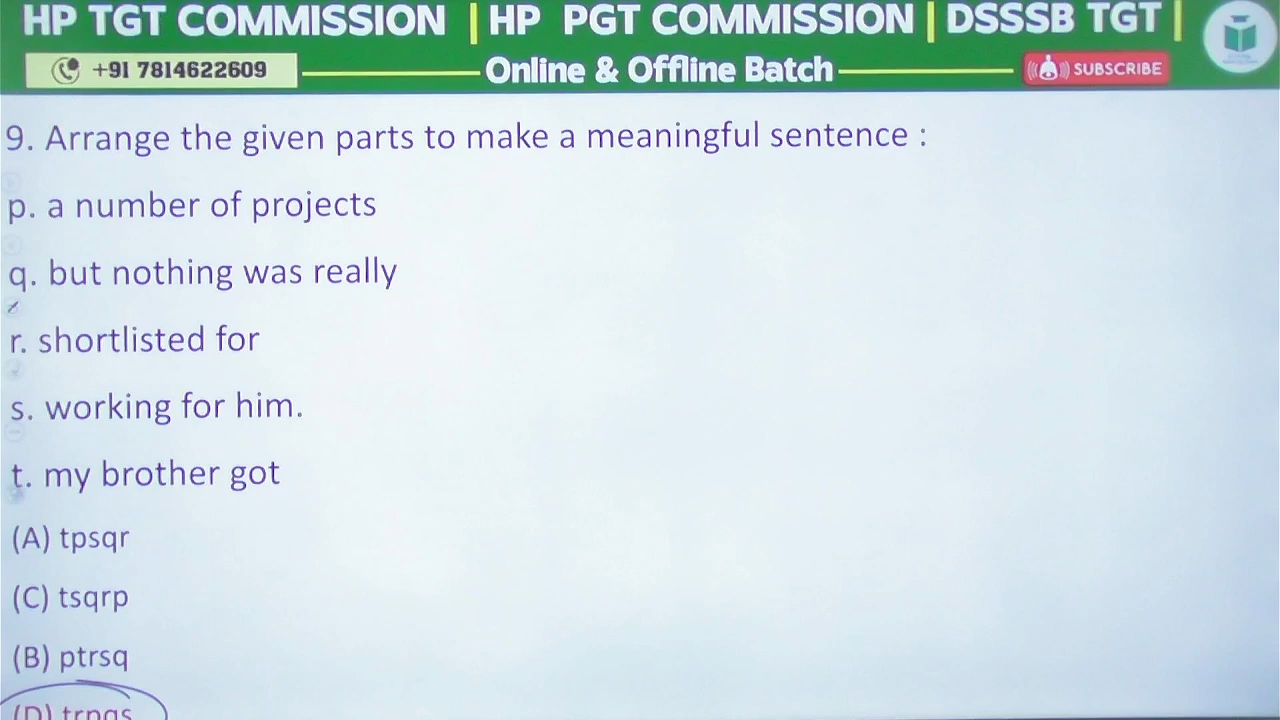 HP TGT COMMISSION | HP PGT COMMISSION | DSSSB TGT |
+91 7814622609
Online & Offline Batch
SUBSCRIBE
9. Arrange the given parts to make a meaningful sentence :
p. a number of projects
q. but nothing was really
r. shortlisted for
s. working for him.
t. my brother got
(A) tpsqr
(C) tsqrp
(B) ptrsq
(D) trpqs